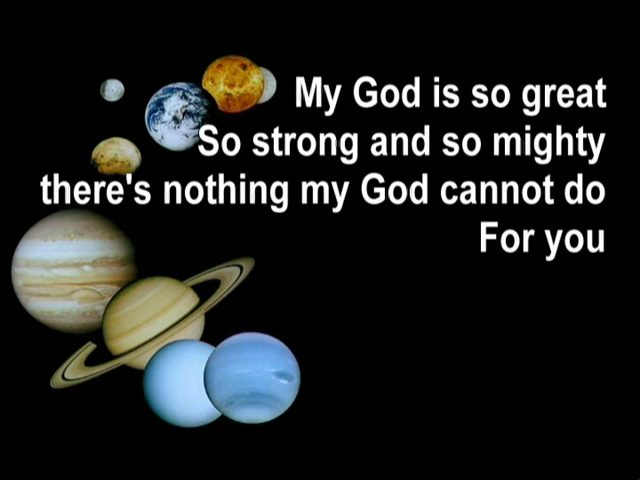 My God is so great
So strong and so mighty
there's nothing my God cannot do
For you